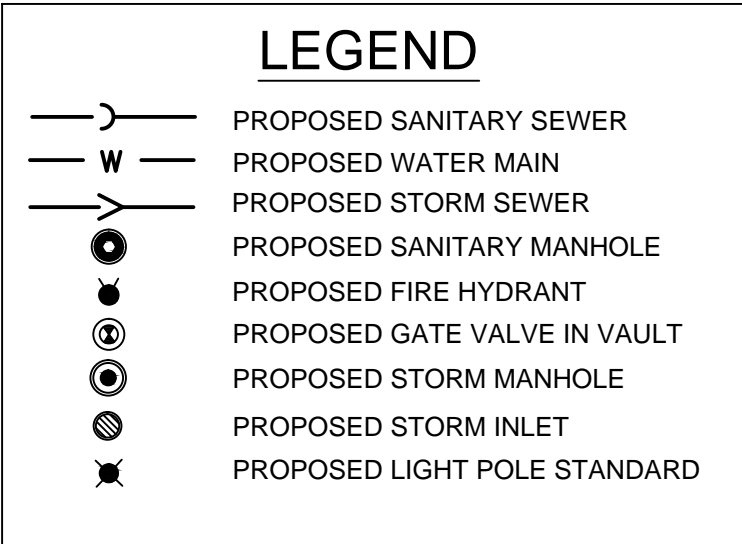 LEGEND
PROPOSED SANITARY SEWER
W PROPOSED WATER MAIN
PROPOSED STORM SEWER
PROPOSED SANITARY MANHOLE
PROPOSED FIRE HYDRANT
PROPOSED GATE VALVE IN VAULT
PROPOSED STORM MANHOLE
PROPOSED STORM INLET
PROPOSED LIGHT POLE STANDARD